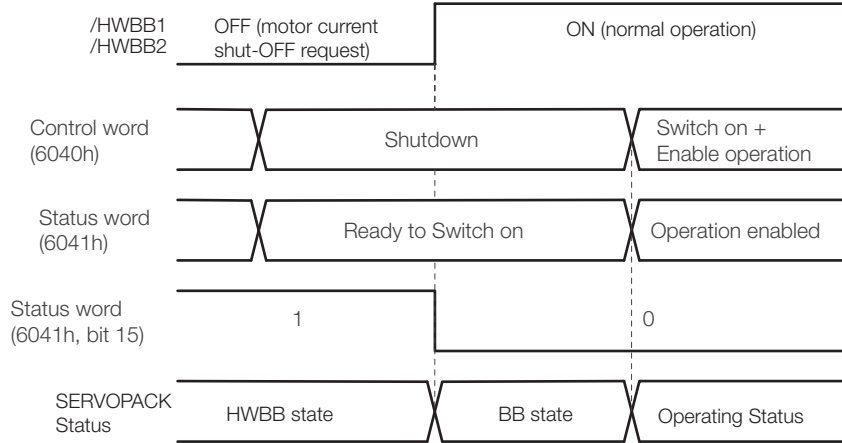 /HWBB1
/HWBB2
OFF (motor current
shut-OFF request)
ON (normal operation)
Control word
(6040h)
Shutdown
Switch on +
Enable operation
Status word
(6041h)
Ready to Switch on
Operation enabled
Status word
(6041h, bit 15)
1
0
SERVOPACK
Status
HWBB state
BB state
Operating Status